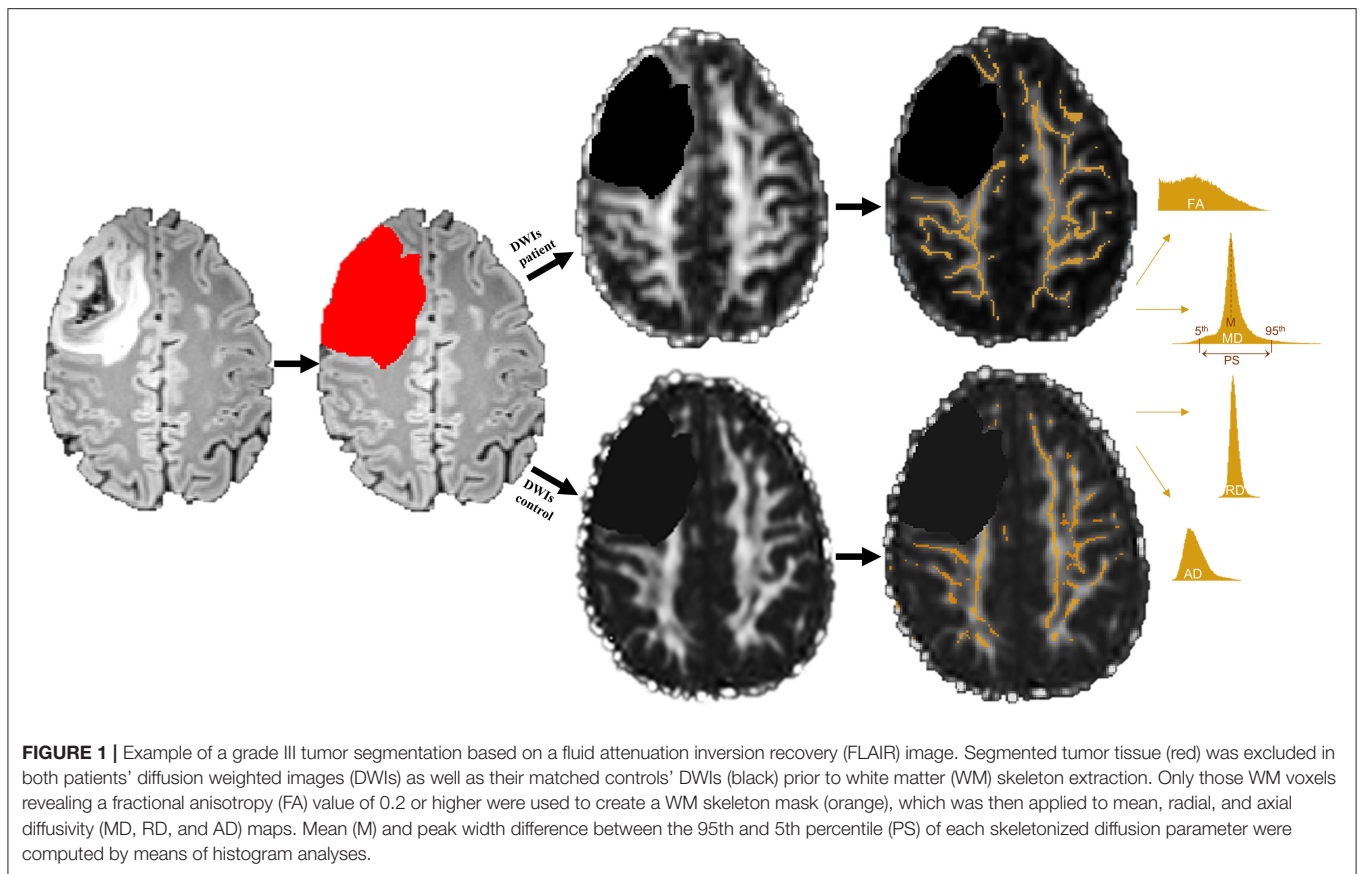 DWIs
patient
DWIs
control
FA
M
5th
95th
MD
PS
RD
AD
FIGURE 1 | Example of a grade III tumor segmentation based on a fluid attenuation inversion recovery (FLAIR) image. Segmented tumor tissue (red) was excluded in
both patients' diffusion weighted images (DWIs) as well as their matched controls' DWIs (black) prior to white matter (WM) skeleton extraction. Only those WM voxels
revealing a fractional anisotropy (FA) value of 0.2 or higher were used to create a WM skeleton mask (orange), which was then applied to mean, radial, and axial
diffusivity (MD, RD, and AD) maps. Mean (M) and peak width difference between the 95th and 5th percentile (PS) of each skeletonized diffusion parameter were
computed by means of histogram analyses.